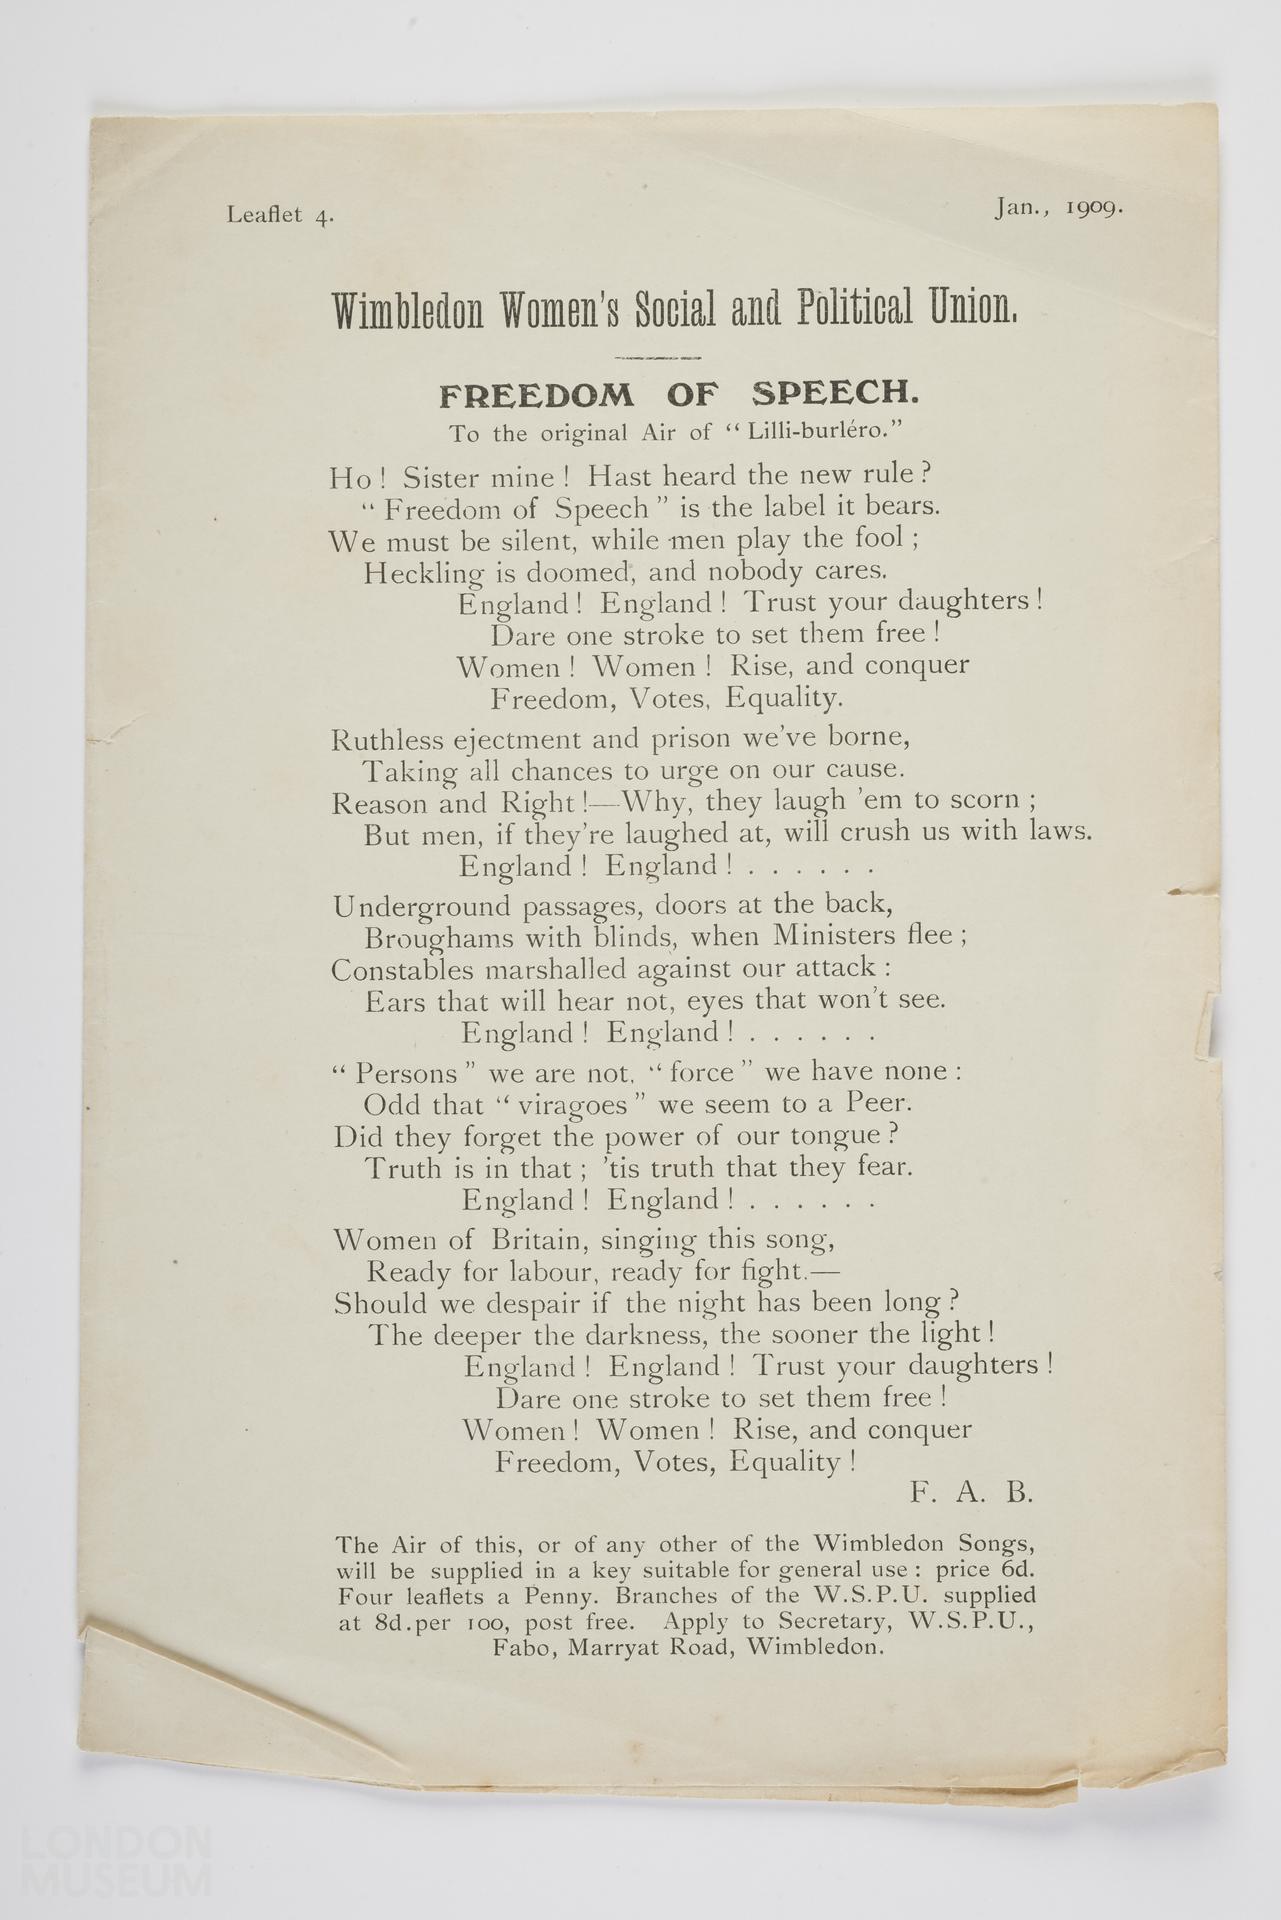 Leaflet 4.
Jan., 1909.
Wimbledon Women's Social and Political Union.
FREEDOM OF SPEECH.
To the original Air of “ Lilli-burléro.”
Ho ! Sister mine ! Hast heard the new rule ?
“ Freedom of Speech ” is the label it bears.
We must be silent, while men play the fool ;
Heckling is doomed, and nobody cares.
England ! England ! Trust your daughters !
Dare one stroke to set them free !
Women ! Women ! Rise, and conquer
Freedom, Votes, Equality.
Ruthless ejectment and prison we've borne,
Taking all chances to urge on our cause.
Reason and Right !—Why, they laugh 'em to scorn ;
But men, if they're laughed at, will crush us with laws.
England ! England ! . . . . . .
Underground passages, doors at the back,
Broughams with blinds, when Ministers flee ;
Constables marshalled against our attack :
Ears that will hear not, eyes that won't see.
England ! England ! . . . . . .
“ Persons ” we are not, “ force ” we have none :
Odd that “ viragoes ” we seem to a Peer.
Did they forget the power of our tongue ?
Truth is in that ; 'tis truth that they fear.
England ! England ! . . . . . .
Women of Britain, singing this song,
Ready for labour, ready for fight.—
Should we despair if the night has been long ?
The deeper the darkness, the sooner the light !
England ! England ! Trust your daughters !
Dare one stroke to set them free !
Women ! Women ! Rise, and conquer
Freedom, Votes, Equality !
F. A. B.
The Air of this, or of any other of the Wimbledon Songs,
will be supplied in a key suitable for general use : price 6d.
Four leaflets a Penny. Branches of the W.S.P.U. supplied
at 8d. per 100, post free. Apply to Secretary, W.S.P.U.,
Fabo, Marryat Road, Wimbledon.
LONDON
MUSEUM